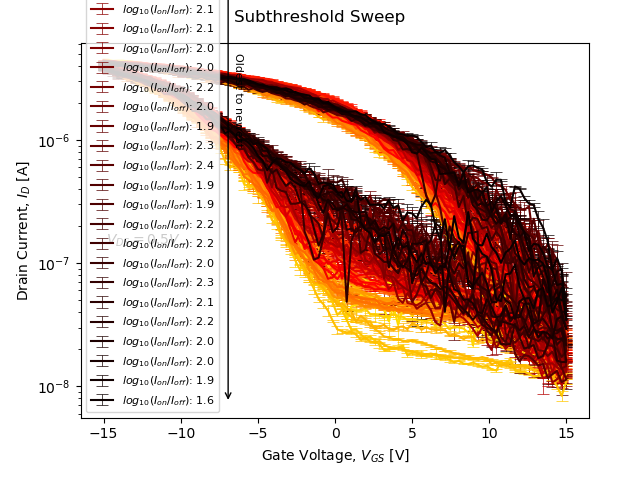 Subthreshold Sweep
log10(Ion/Ioff): 2.1
log10(Ion/Ioff): 2.1
log10(Ion/Ioff): 2.0
log10(Ion/Ioff): 2.0
log10(Ion/Ioff): 2.2
log10(Ion/Ioff): 2.0
log10(Ion/Ioff): 1.9
log10(Ion/Ioff): 2.3
log10(Ion/Ioff): 2.4
log10(Ion/Ioff): 1.9
log10(Ion/Ioff): 1.9
log10(Ion/Ioff): 2.2
log10(Ion/Ioff): 2.2
log10(Ion/Ioff): 2.0
log10(Ion/Ioff): 2.3
log10(Ion/Ioff): 2.1
log10(Ion/Ioff): 2.2
log10(Ion/Ioff): 2.0
log10(Ion/Ioff): 2.0
log10(Ion/Ioff): 1.9
log10(Ion/Ioff): 1.6
to
10⁻⁶
10⁻⁷
10⁻⁸
Drain Current, ID [A]
−15 −10 −5 0 5 10 15
Gate Voltage, VGS [V]